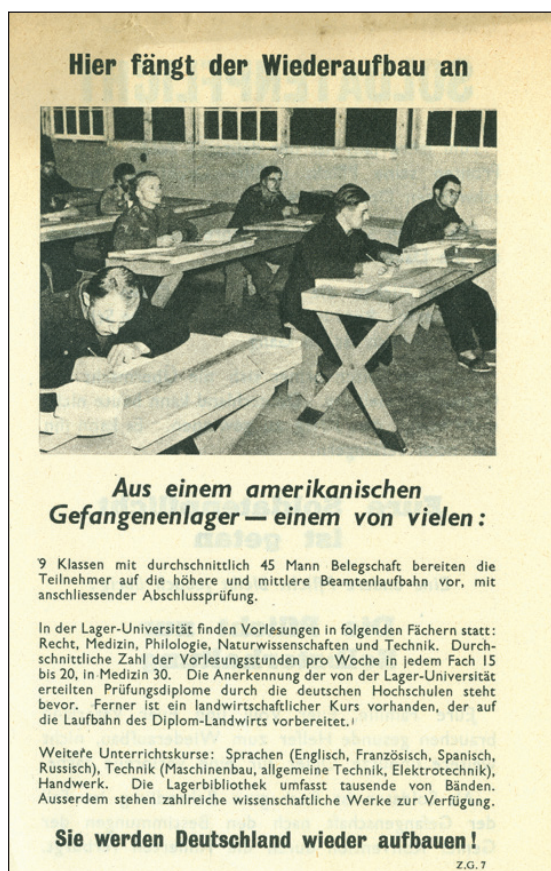 Hier fängt der Wiederaufbau an
Aus einem amerikanischen
Gefangenenlager — einem von vielen :
9 Klassen mit durchschnittlich 45 Mann Belegschaft bereiten die
Teilnehmer auf die höhere und mittlere Beamtenlaufbahn vor, mit
anschliessender Abschlussprüfung.
In der Lager-Universität finden Vorlesungen in folgenden Fächern statt :
Recht, Medizin, Philologie, Naturwissenschaften und Technik. Durch-
schnittliche Zahl der Vorlesungsstunden pro Woche in jedem Fach 15
bis 20, in Medizin 30. Die Anerkennung der von der Lager-Universität
erteilten Prüfungsdiplome durch die deutschen Hochschulen steht
bevor. Ferner ist ein landwirtschaftlicher Kurs vorhanden, der auf
die Laufbahn des Diplom-Landwirts vorbereitet.
Weitere Unterrichtskurse : Sprachen (Englisch, Französisch, Spanisch,
Russisch), Technik (Maschinenbau, allgemeine Technik, Elektrotechnik),
Handwerk. Die Lagerbibliothek umfasst tausende von Bänden.
Ausserdem stehen zahlreiche wissenschaftliche Werke zur Verfügung.
Sie werden Deutschland wieder aufbauen !
Z.G. 7